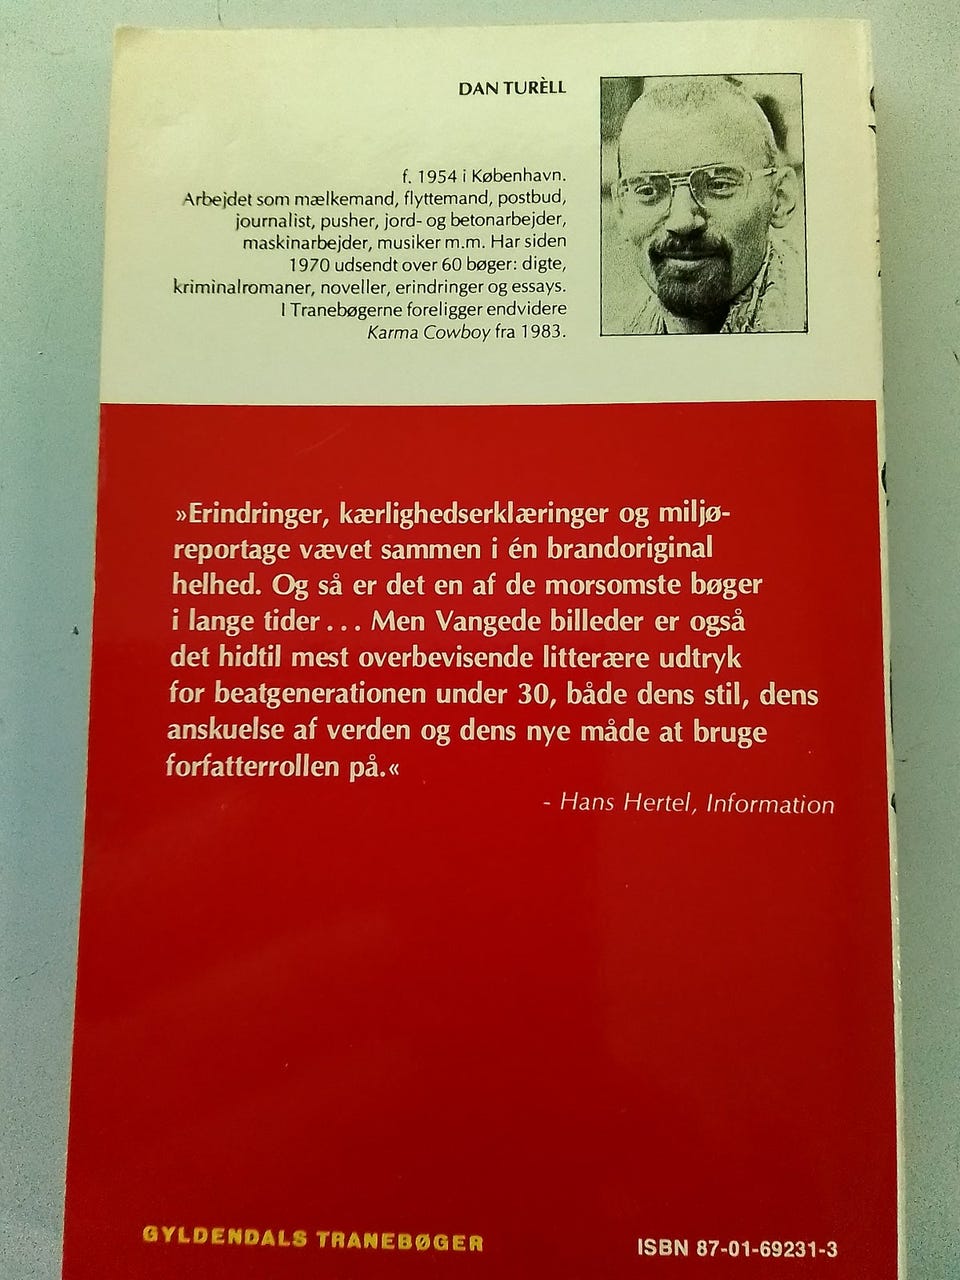 DAN TURÈLL
f. 1954 i København.
Arbejdet som mælkemand, flyttemand, postbud,
journalist, pusher, jord- og betonarbejder,
maskinarbejder, musiker m.m. Har siden
1970 udsendt over 60 bøger: digte,
kriminalromaner, noveller, erindringer og essays.
I Tranebøgerne foreligger endvidere
Karma Cowboy fra 1983.
»Erindringer, kærlighedserklæringer og miljø-
reportage vævet sammen i én brandoriginal
helhed. Og så er det en af de morsomste bøger
i lange tider... Men Vangede billeder er også
det hidtil mest overbevisende litterære udtryk
for beatgenerationen under 30, både dens stil, dens
anskuelse af verden og dens nye måde at bruge
forfatterrollen på.«
- Hans Hertel, Information
GYLDENDALS TRANEBØGER
ISBN 87-01-69231-3